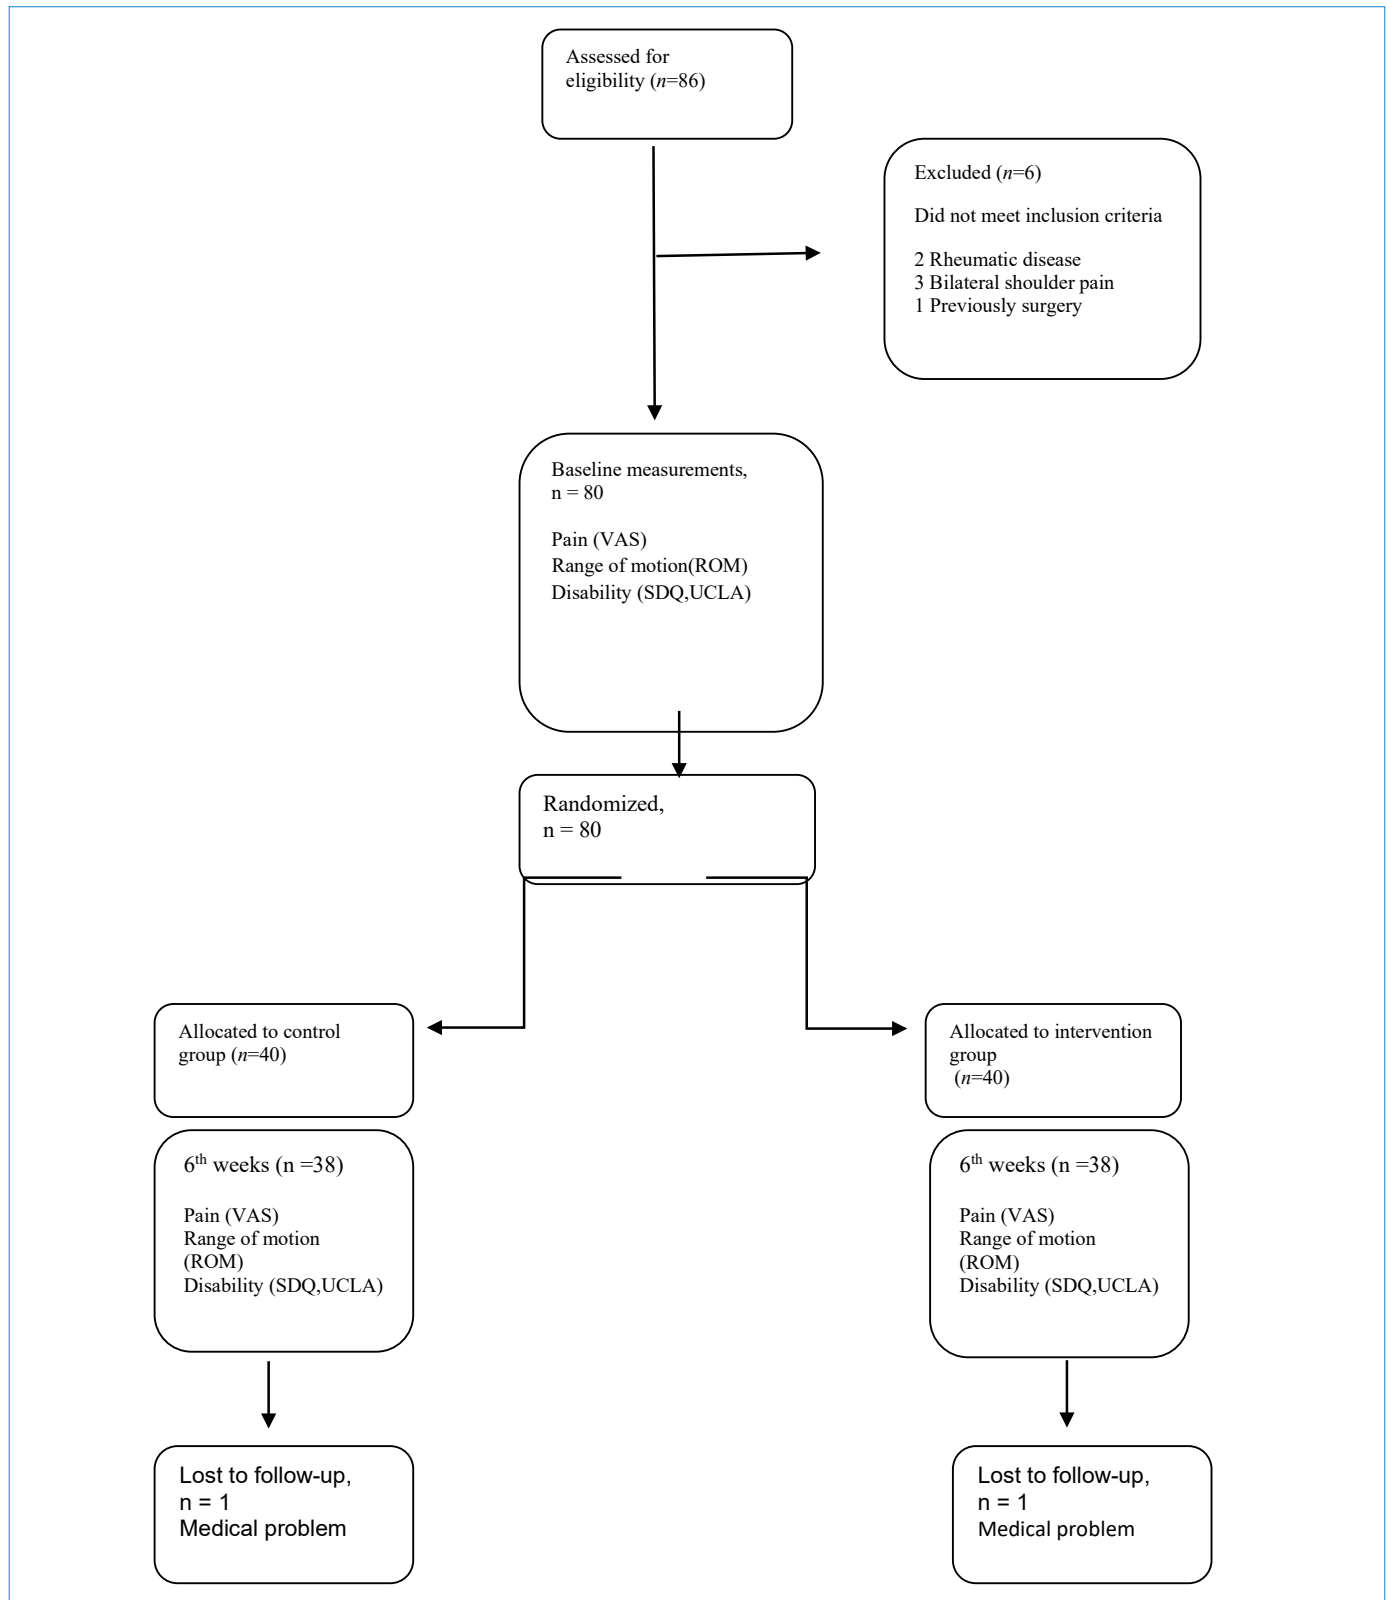 Assessed for
eligibility (n=86)
Excluded (n=6)
Did not meet inclusion criteria
2 Rheumatic disease
3 Bilateral shoulder pain
1 Previously surgery
Baseline measurements,
n = 80
Pain (VAS)
Range of motion(ROM)
Disability (SDQ,UCLA)
Randomized,
n = 80
Allocated to control
group (n=40)
Allocated to intervention
group
(n=40)
6th weeks (n =38)
Pain (VAS)
Range of motion
(ROM)
Disability (SDQ,UCLA)
6th weeks (n =38)
Pain (VAS)
Range of motion
(ROM)
Disability (SDQ,UCLA)
Lost to follow-up,
n = 1
Medical problem
Lost to follow-up,
n = 1
Medical problem